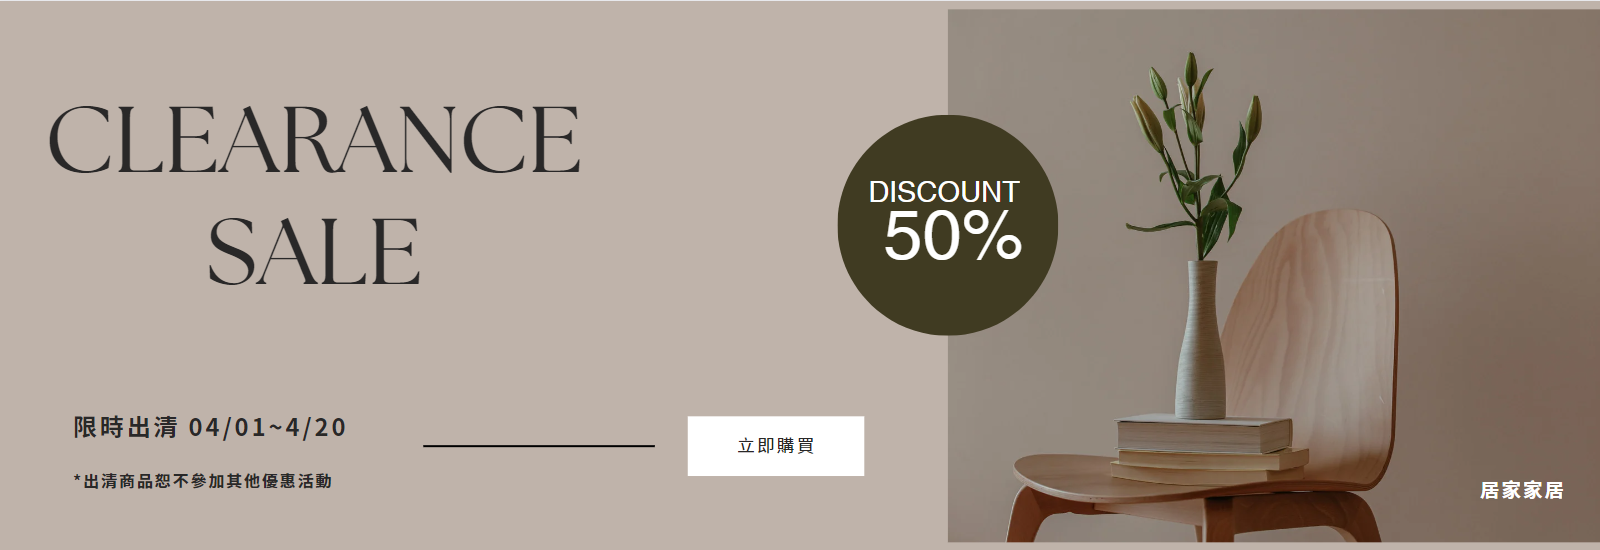 CLEARANCE
SALE
DISCOUNT
50%
限時出清 04/01~4/20
*出清商品恕不參加其他優惠活動
立即購買
居家家居